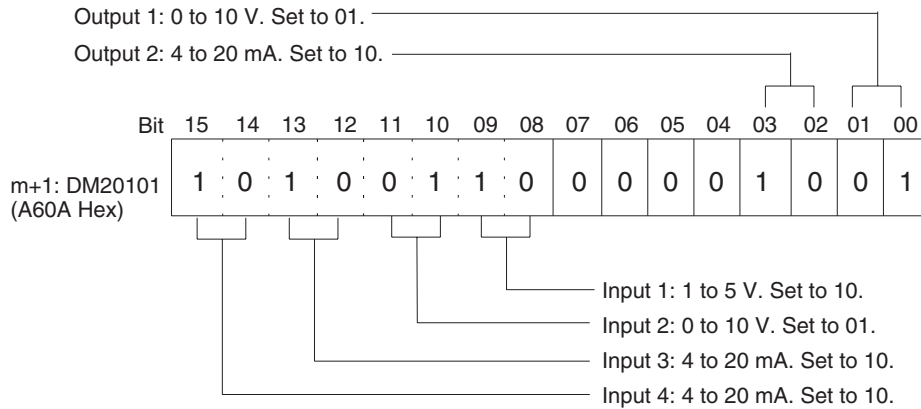 Output 1: 0 to 10 V. Set to 01.
Output 2: 4 to 20 mA. Set to 10.
Bit 15 14 13 12 11 10 09 08 07 06 05 04 03 02 01 00
m+1: DM20101 1 0 1 0 0 1 1 0 0 0 0 0 1 0 0 1
(A60A Hex)
Input 1: 1 to 5 V. Set to 10.
Input 2: 0 to 10 V. Set to 01.
Input 3: 4 to 20 mA. Set to 10.
Input 4: 4 to 20 mA. Set to 10.